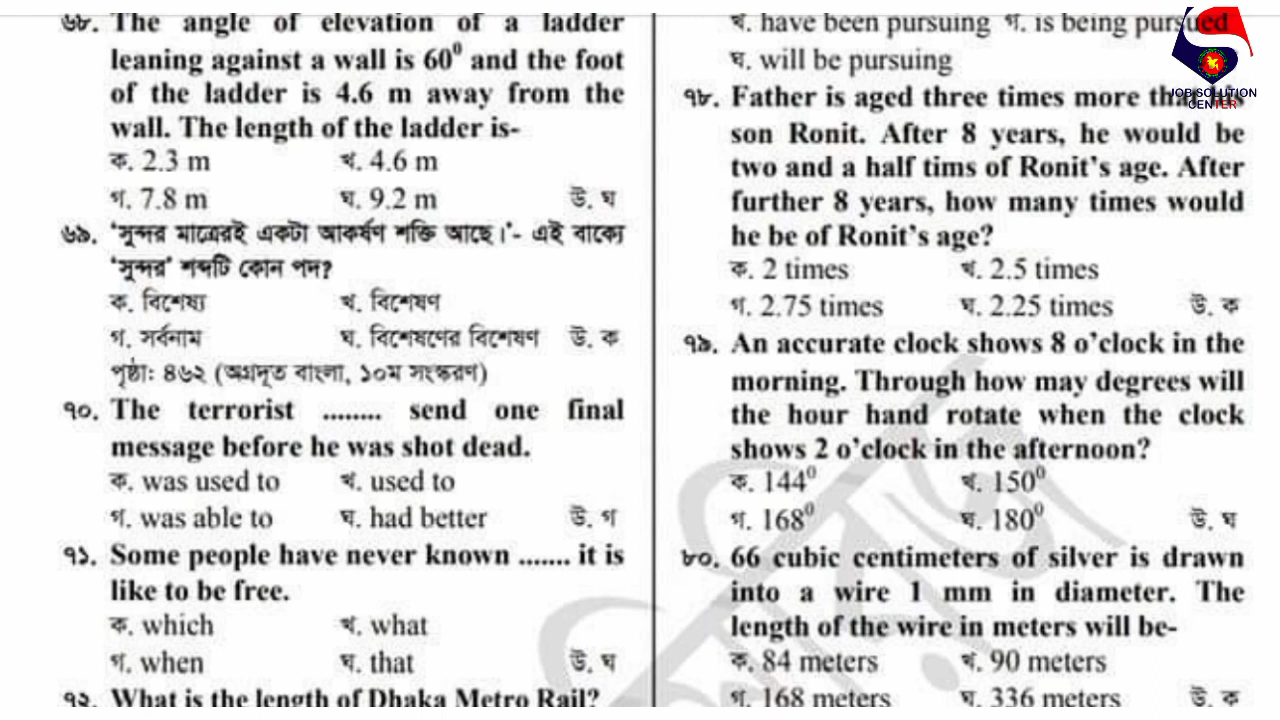 ৬৮. The angle of elevation of a ladder
leaning against a wall is 60⁰ and the foot
of the ladder is 4.6 m away from the
wall. The length of the ladder is-
ক. 2.3 m খ. 4.6 m
গ. 7.8 m ঘ. 9.2 m উ. ঘ
৬৯. ‘সুন্দর মাত্রেরই একটা আকর্ষণ শক্তি আছে।’- এই বাক্যে
‘সুন্দর’ শব্দটি কোন পদ?
ক. বিশেষ্য খ. বিশেষণ
গ. সর্বনাম ঘ. বিশেষণের বিশেষণ উ. ক
পৃষ্ঠা: ৪৬২ (অগ্রদূত বাংলা, ১০ম সংস্করণ)
৭০. The terrorist ........ send one final
message before he was shot dead.
ক. was used to খ. used to
গ. was able to ঘ. had better উ. গ
৭১. Some people have never known ....... it is
like to be free.
ক. which খ. what
গ. when ঘ. that উ. ঘ
৭২. What is the length of Dhaka Metro Rail?
খ. have been pursuing গ. is being pursued
ঘ. will be pursuing
৭৮. Father is aged three times more than his
son Ronit. After 8 years, he would be
two and a half tims of Ronit’s age. After
further 8 years, how many times would
he be of Ronit’s age?
ক. 2 times খ. 2.5 times
গ. 2.75 times ঘ. 2.25 times উ. ক
৭৯. An accurate clock shows 8 o’clock in the
morning. Through how may degrees will
the hour hand rotate when the clock
shows 2 o’clock in the afternoon?
ক. 144⁰ খ. 150⁰
গ. 168⁰ ঘ. 180⁰ উ. ঘ
৮০. 66 cubic centimeters of silver is drawn
into a wire 1 mm in diameter. The
length of the wire in meters will be-
ক. 84 meters খ. 90 meters
গ. 168 meters ঘ. 336 meters উ. ক
JOB SOLUTION
CENTER